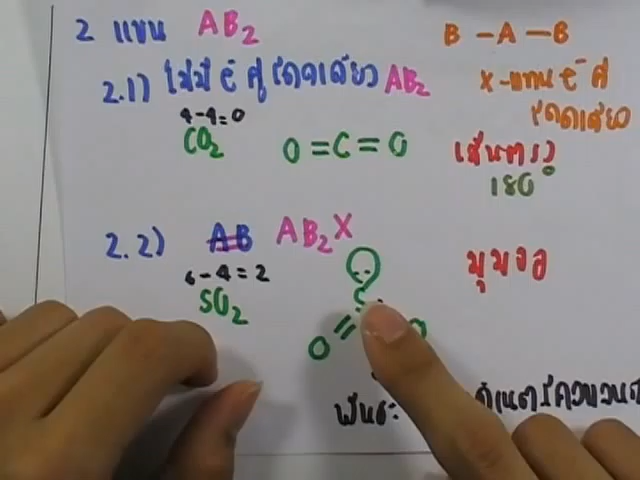 2 แขน AB₂
B – A – B
2.1) ไม่มี e⁻ คู่โดดเดี่ยว AB₂
X – แทน e⁻ คู่
โดดเดี่ยว
4-4=0
CO₂ O=C=O
เส้นตรง
180°
2.2) AB AB₂X
มุมงอ
6-4=2
SO₂
O = O
พันธะ